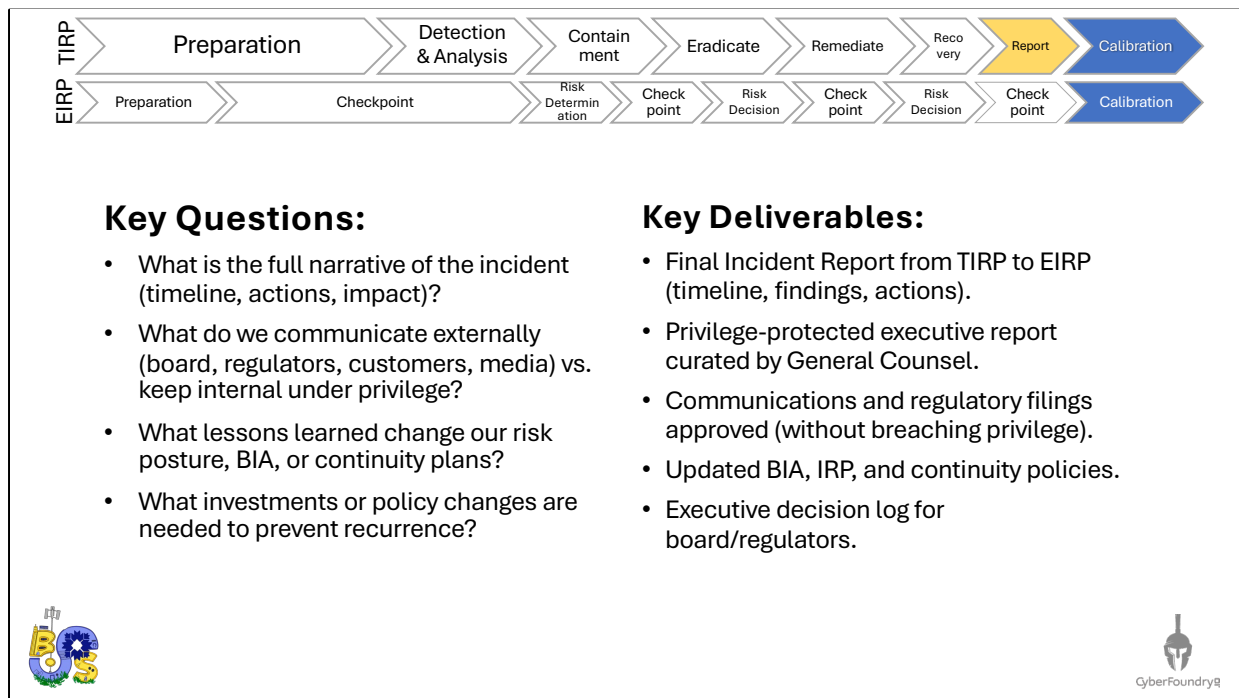 TIRP
Preparation
Detection
& Analysis
Contain
ment
Eradicate
Remediate
Reco
very
Report
Calibration
EIRP
Preparation
Checkpoint
Risk
Determin
ation
Check
point
Risk
Decision
Check
point
Risk
Decision
Check
point
Calibration
Key Questions:
• What is the full narrative of the incident
(timeline, actions, impact)?
• What do we communicate externally
(board, regulators, customers, media) vs.
keep internal under privilege?
• What lessons learned change our risk
posture, BIA, or continuity plans?
• What investments or policy changes are
needed to prevent recurrence?
Key Deliverables:
• Final Incident Report from TIRP to EIRP
(timeline, findings, actions).
• Privilege-protected executive report
curated by General Counsel.
• Communications and regulatory filings
approved (without breaching privilege).
• Updated BIA, IRP, and continuity policies.
• Executive decision log for
board/regulators.
B
S
CyberFoundry